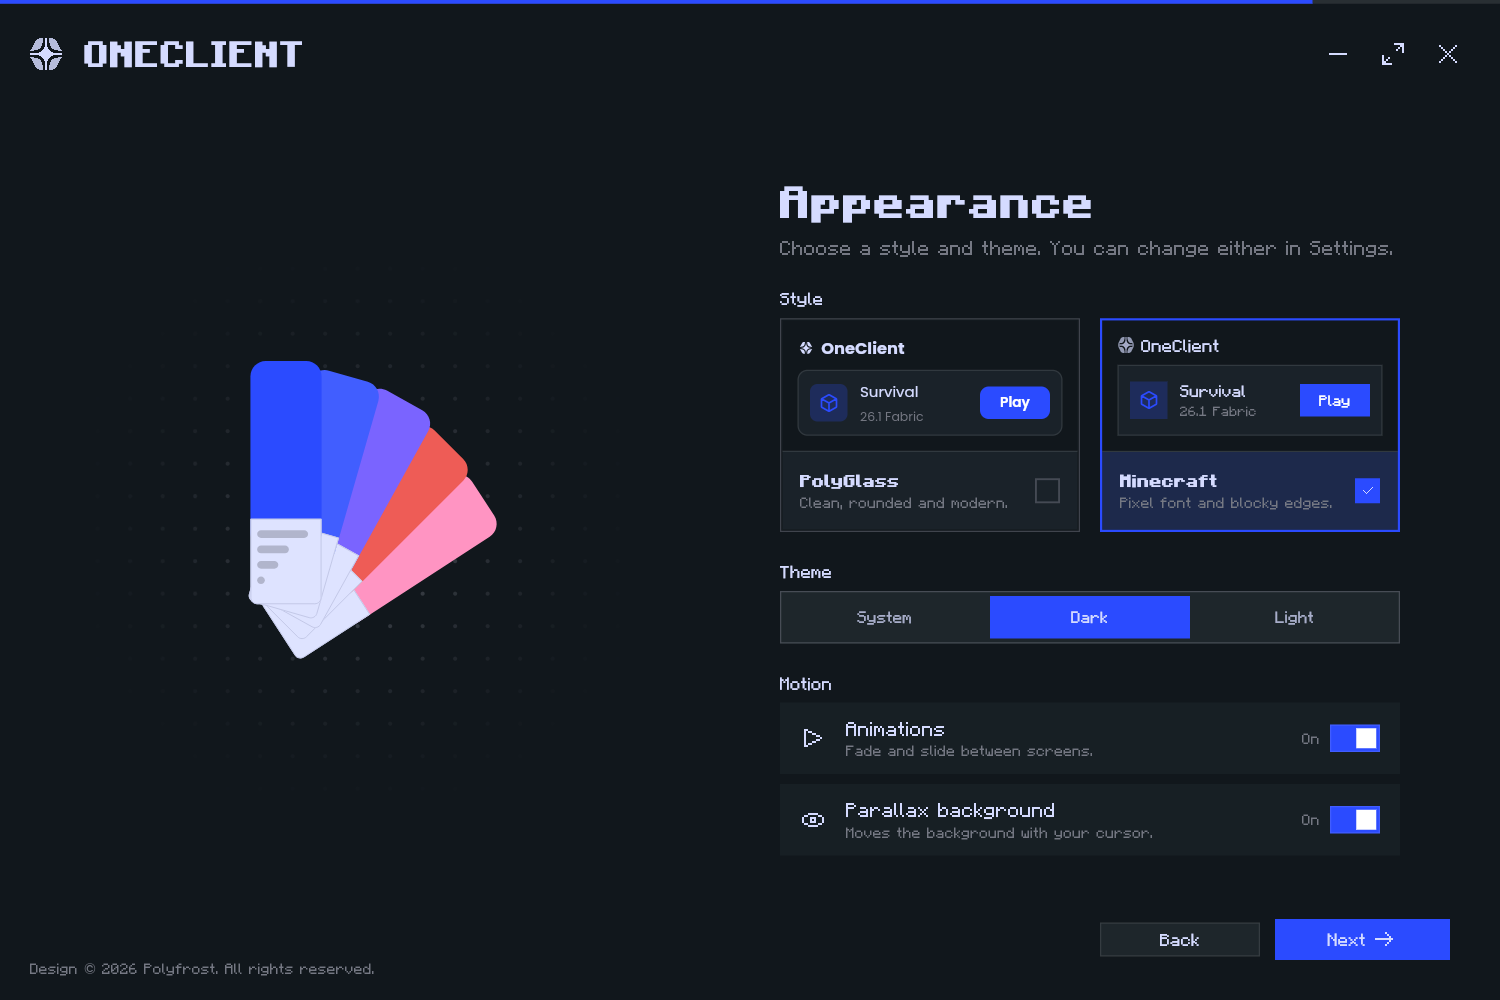 ONECLIENT
Appearance
Choose a style and theme. You can change either in Settings.
Style
OneClient
Survival
26.1 Fabric
Play
PolyGlass
Clean, rounded and modern.
OneClient
Survival
26.1 Fabric
Play
Minecraft
Pixel font and blocky edges.
Theme
System
Dark
Light
Motion
Animations
Fade and slide between screens.
On
Parallax background
Moves the background with your cursor.
On
Back
Next
Design © 2026 Polyfrost. All rights reserved.